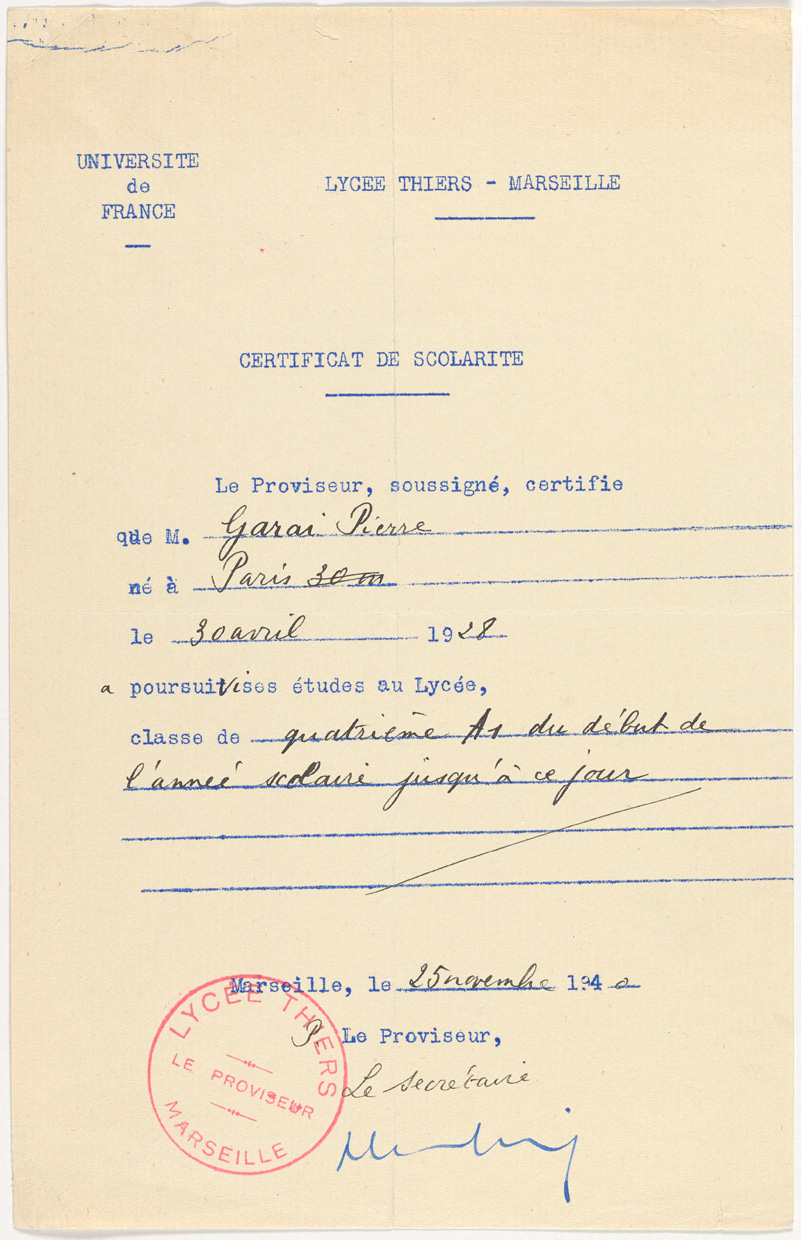 UNIVERSITE
de
FRANCE
LYCEE THIERS - MARSEILLE
CERTIFICAT DE SCOLARITE
Le Proviseur, soussigné, certifie
que M. Garai Pierre
né à Paris 30 m
le 30 avril 1928
a poursuivi ses études au Lycée,
classe de quatrième A1 du début de
l'année scolaire jusqu'à ce jour
Marseille, le 25 novembre 1940
P. Le Proviseur,
Le secrétaire
LYCÉE THIERS
LE PROVISEUR
MARSEILLE